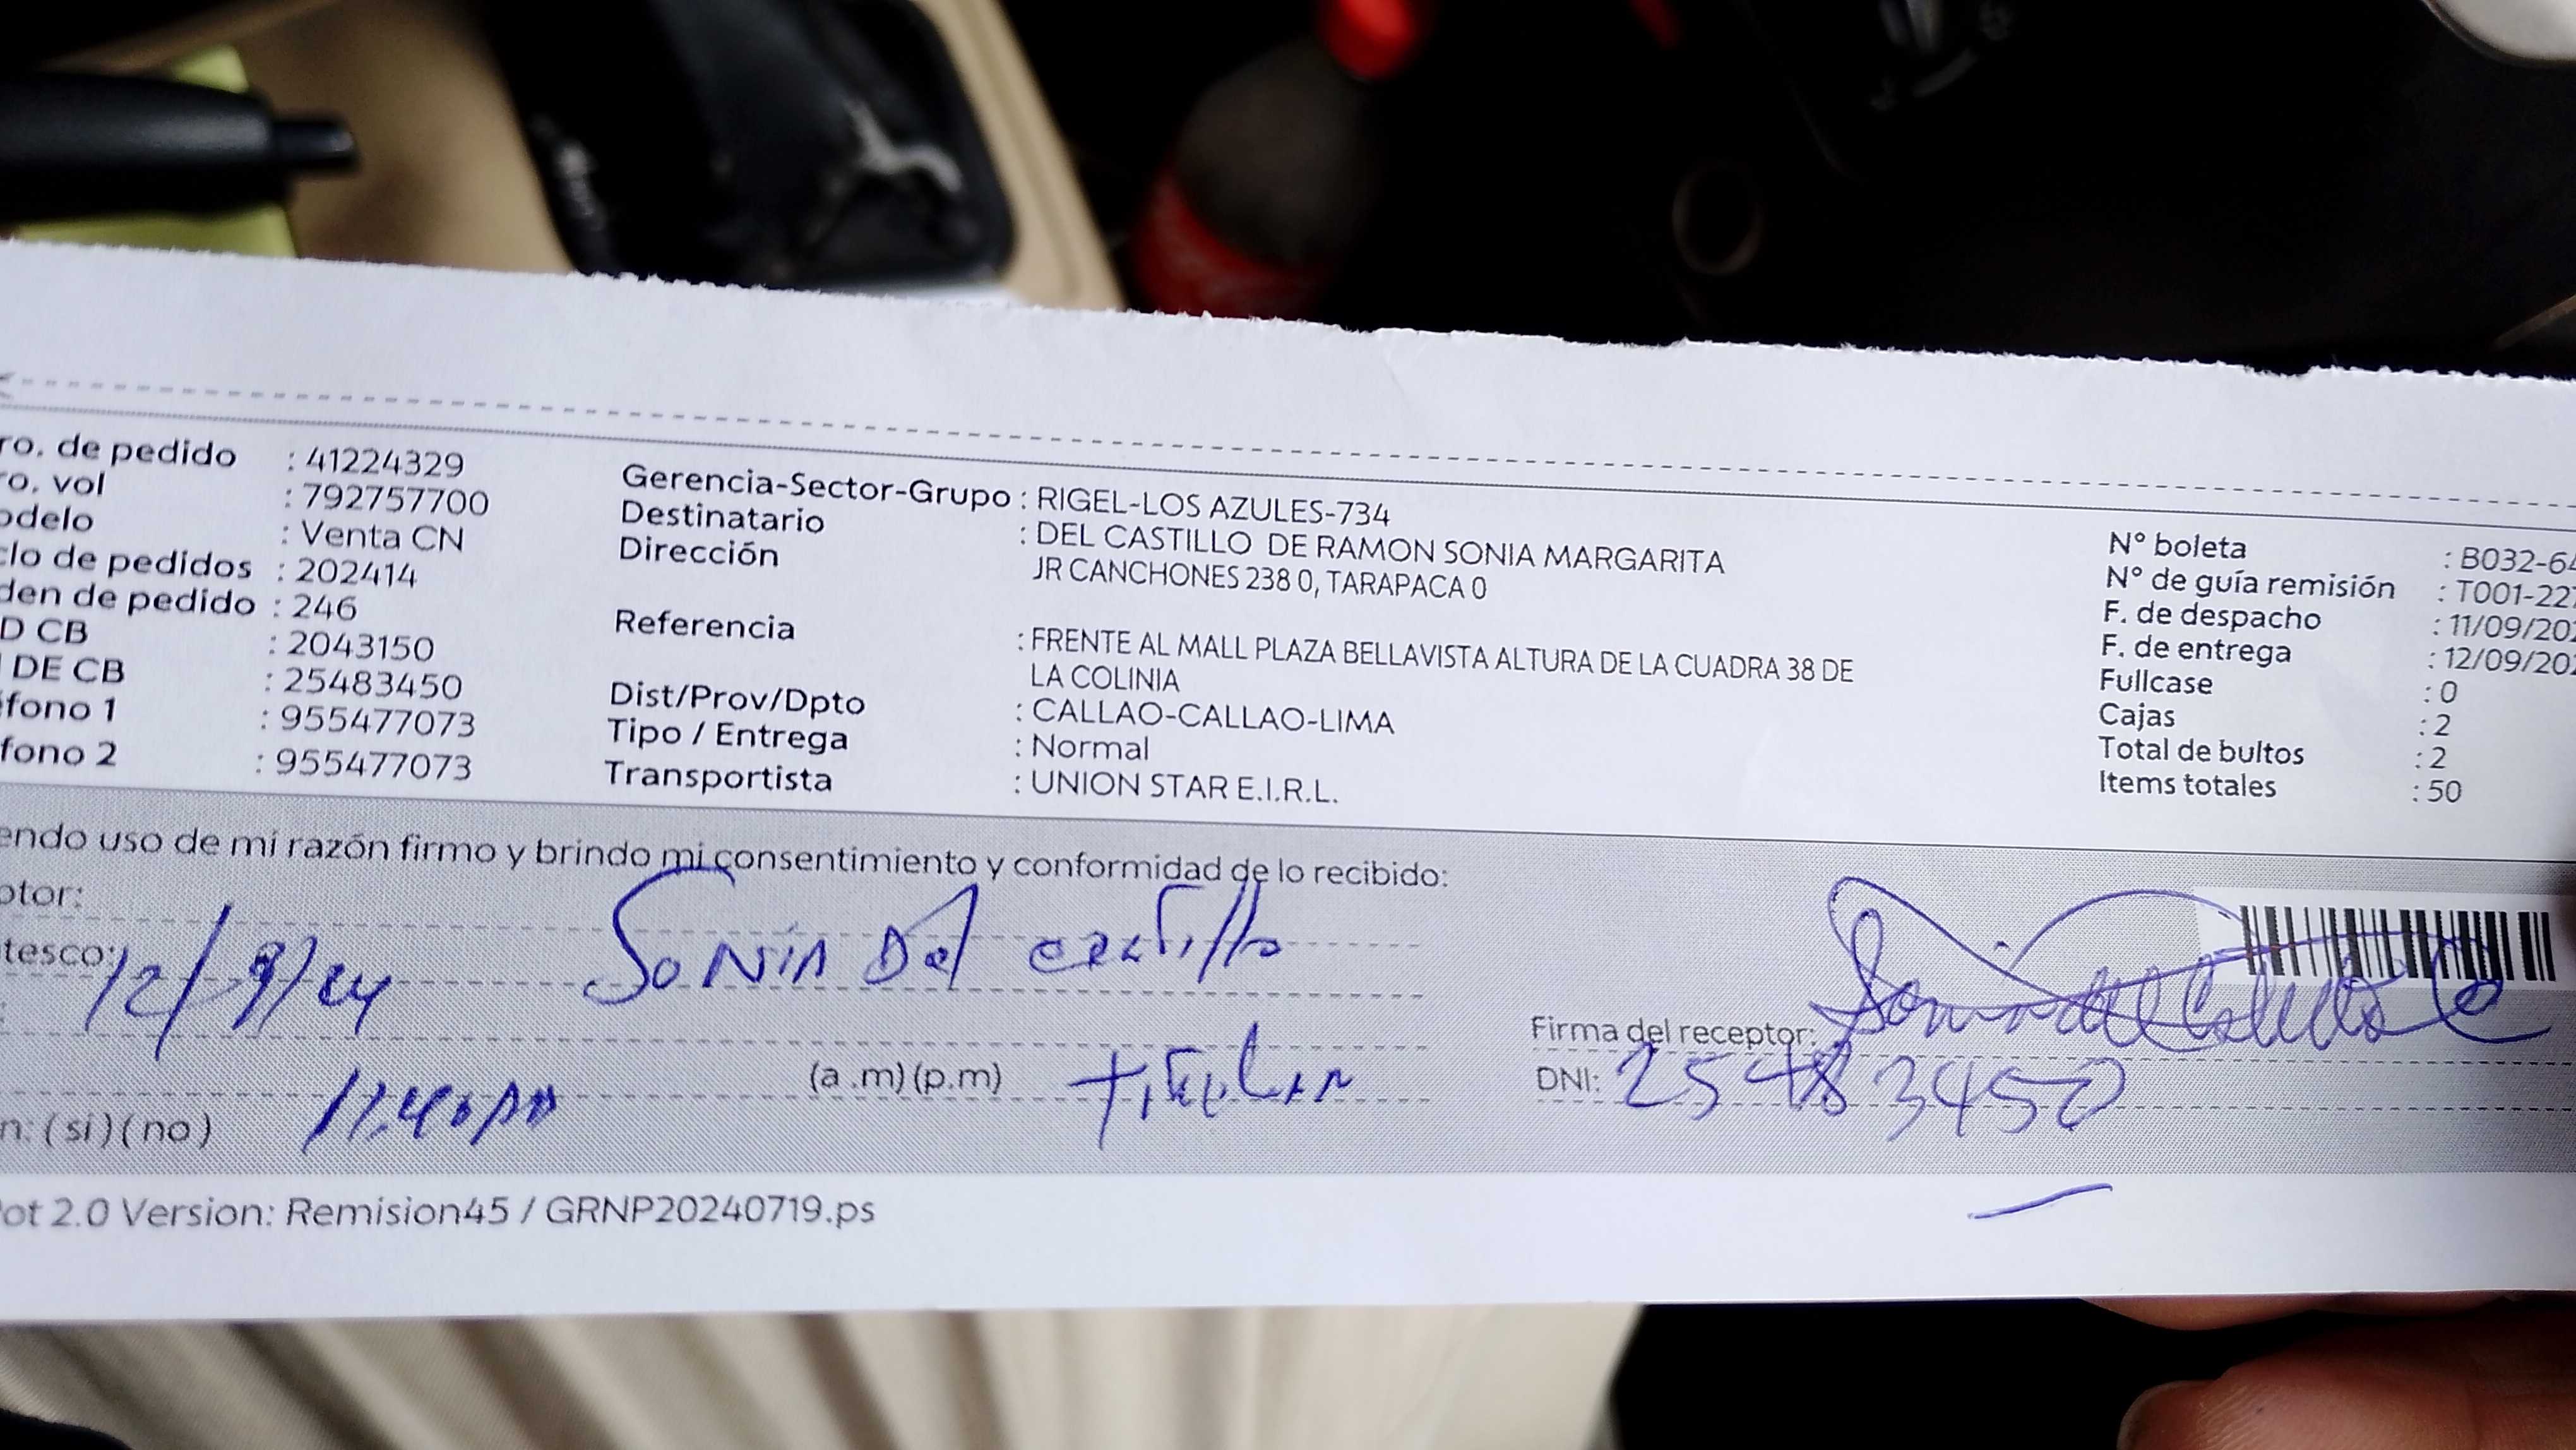 ro. de pedido : 41224329
ro. vol : 792757700
odelo : Venta CN
clo de pedidos : 202414
den de pedido : 246
D CB : 2043150
DE CB : 25483450
éfono 1 : 955477073
fono 2 : 955477073
Gerencia-Sector-Grupo : RIGEL-LOS AZULES-734
Destinatario : DEL CASTILLO DE RAMON SONIA MARGARITA
Dirección JR CANCHONES 238 0, TARAPACA 0
Referencia : FRENTE AL MALL PLAZA BELLAVISTA ALTURA DE LA CUADRA 38 DE
LA COLINIA
Dist/Prov/Dpto : CALLAO-CALLAO-LIMA
Tipo / Entrega : Normal
Transportista : UNION STAR E.I.R.L.
N° boleta : B032-64
N° de guía remisión : T001-227
F. de despacho : 11/09/202
F. de entrega : 12/09/202
Fullcase : 0
Cajas : 2
Total de bultos : 2
Items totales : 50
endo uso de mi razón firmo y brindo mi consentimiento y conformidad de lo recibido:
ptor:
Sonia Del Castillo
tesco: 12/9/24
Firma del receptor:
(a .m) (p.m) titular
DNI: 25483450
n: (si) (no)
ot 2.0 Version: Remision45 / GRNP20240719.ps